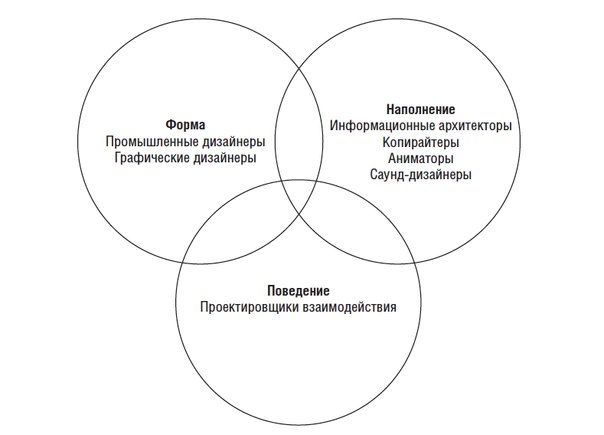 Форма
Промышленные дизайнеры
Графические дизайнеры
Наполнение
Информационные архитекторы
Копирайтеры
Аниматоры
Саунд-дизайнеры
Поведение
Проектировщики взаимодействия